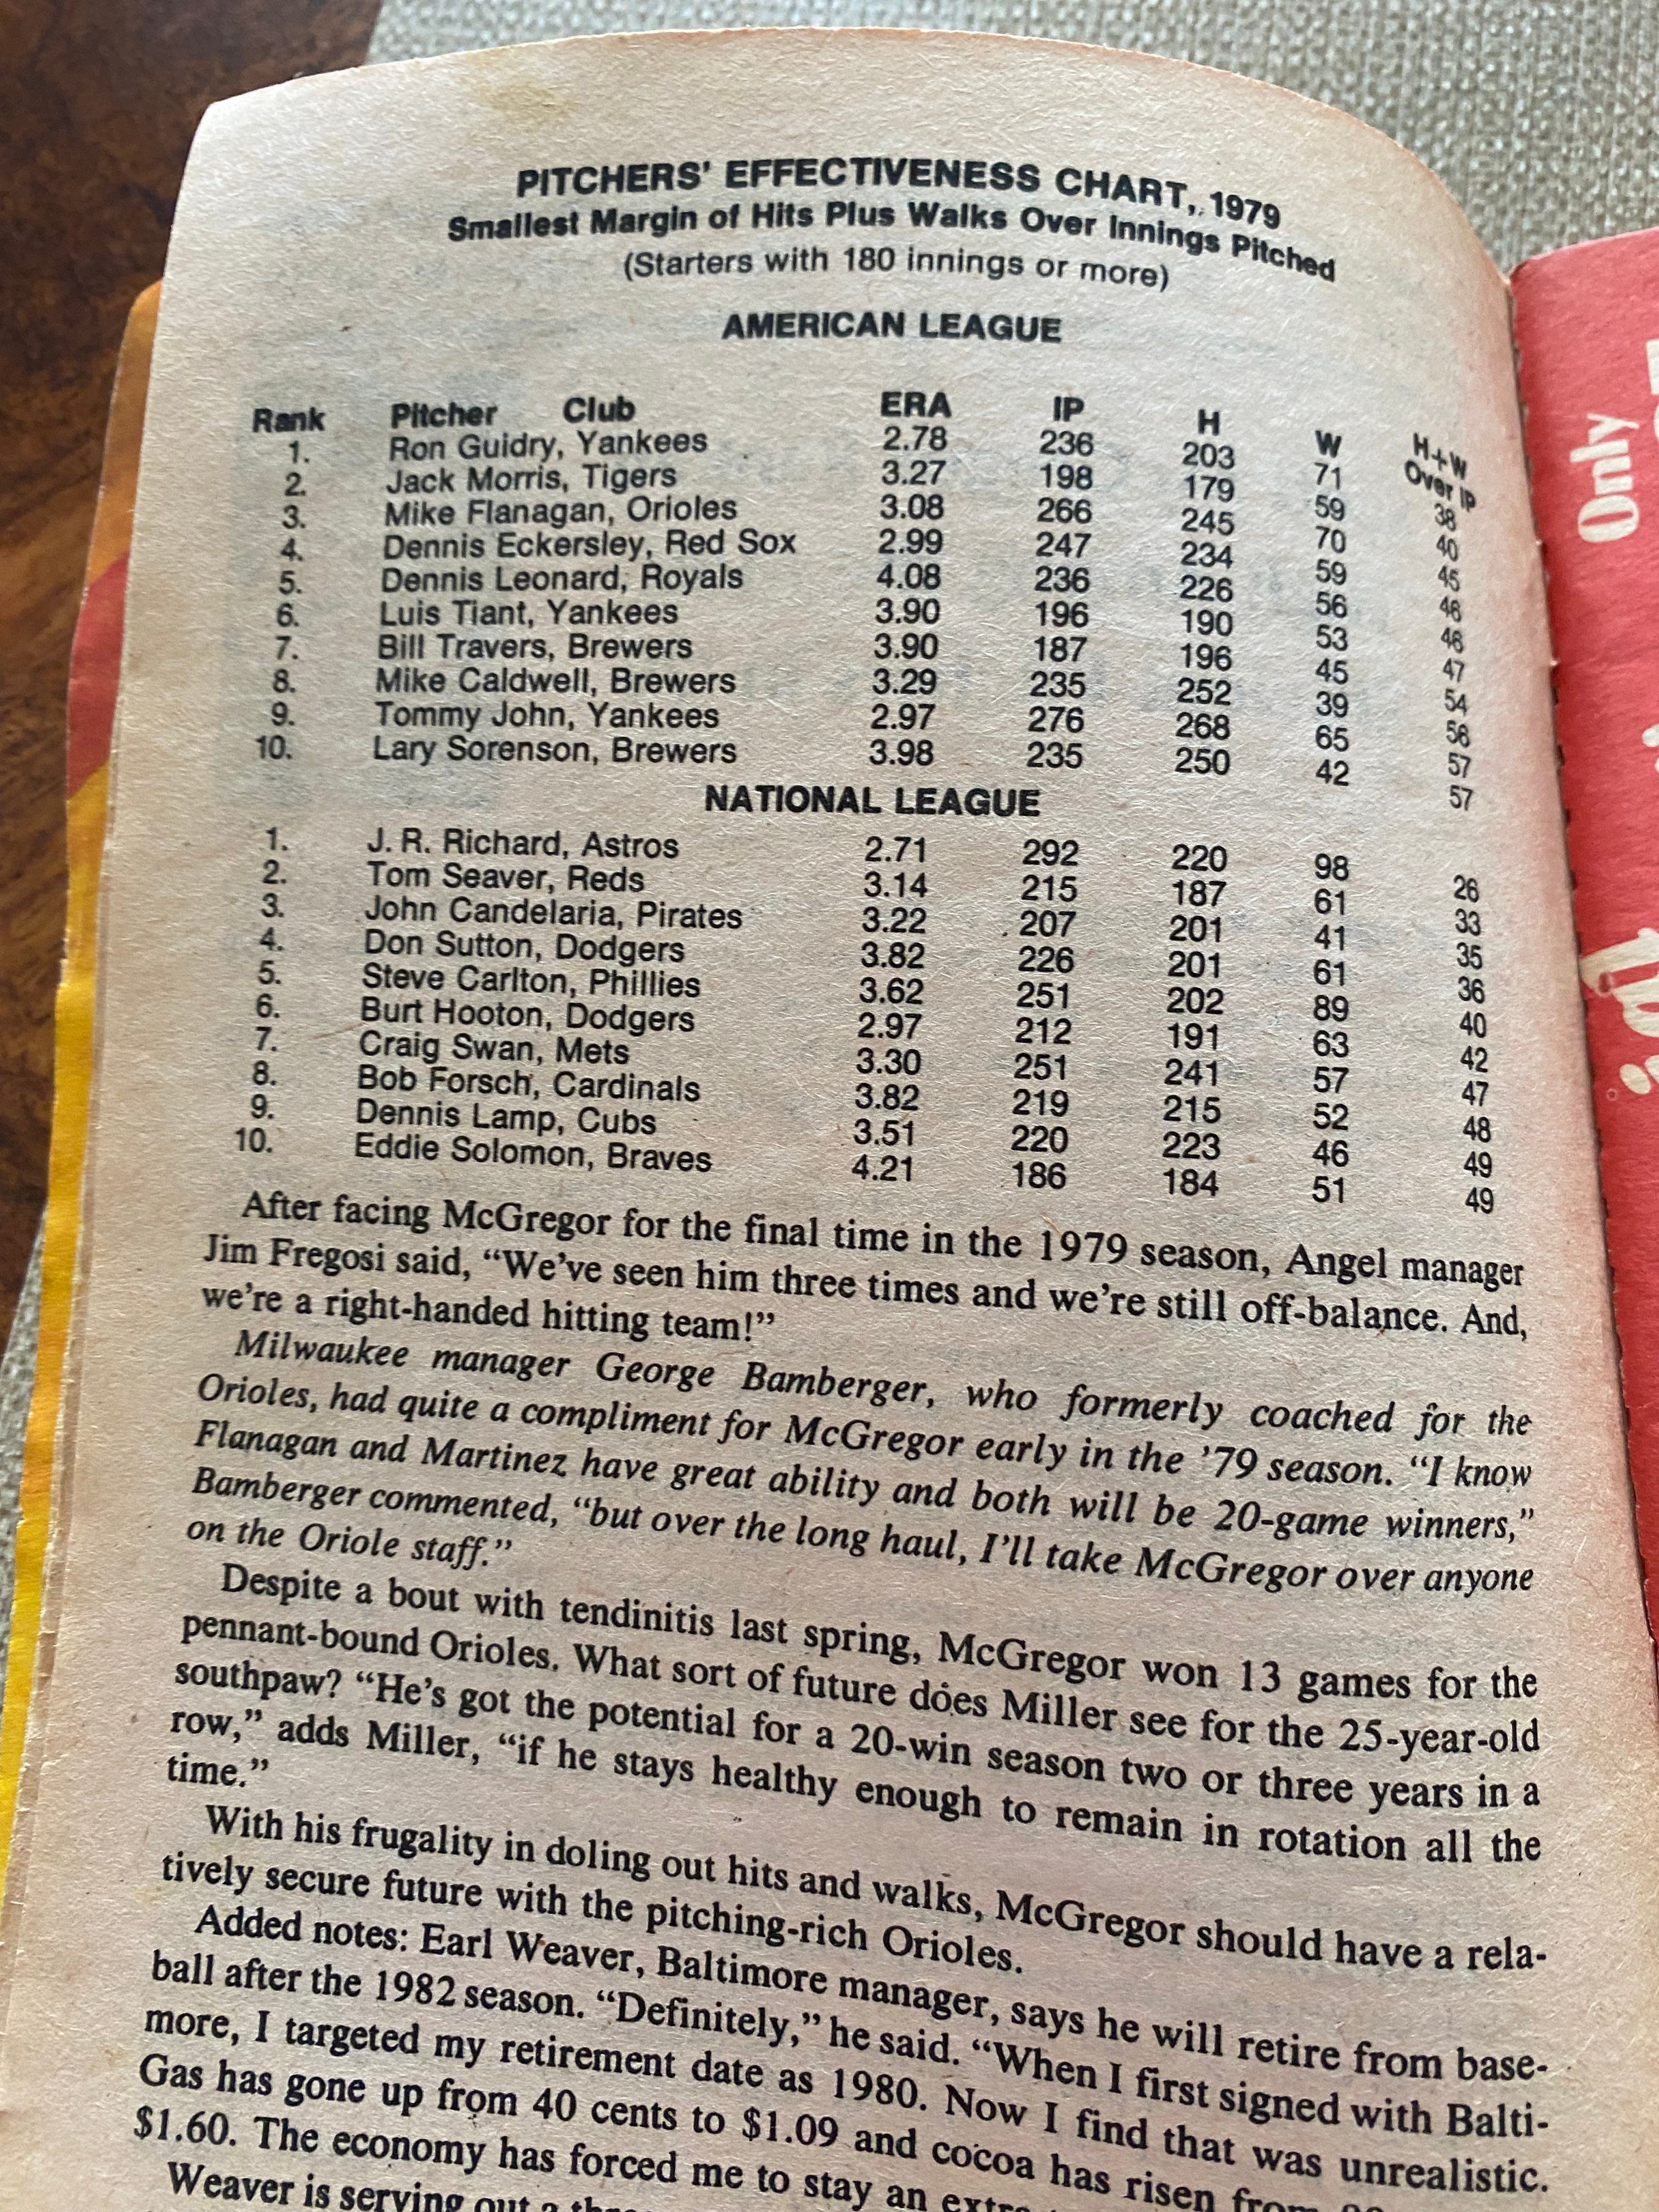 PITCHERS' EFFECTIVENESS CHART, 1979
Smallest Margin of Hits Plus Walks Over Innings Pitched
(Starters with 180 innings or more)
AMERICAN LEAGUE
Rank Pitcher Club ERA IP H W H+W Over IP
1. Ron Guidry, Yankees 2.78 236 203 71 38
2. Jack Morris, Tigers 3.27 198 179 59 40
3. Mike Flanagan, Orioles 3.08 266 245 70 45
4. Dennis Eckersley, Red Sox 2.99 247 234 59 46
5. Dennis Leonard, Royals 4.08 236 226 56 46
6. Luis Tiant, Yankees 3.90 196 190 53 47
7. Bill Travers, Brewers 3.90 187 196 45 54
8. Mike Caldwell, Brewers 3.29 235 252 39 56
9. Tommy John, Yankees 2.97 276 268 65 57
10. Lary Sorenson, Brewers 3.98 235 250 42 57
NATIONAL LEAGUE
1. J. R. Richard, Astros 2.71 292 220 98 26
2. Tom Seaver, Reds 3.14 215 187 61 33
3. John Candelaria, Pirates 3.22 207 201 41 35
4. Don Sutton, Dodgers 3.82 226 201 61 36
5. Steve Carlton, Phillies 3.62 251 202 89 40
6. Burt Hooton, Dodgers 2.97 212 191 63 42
7. Craig Swan, Mets 3.30 251 241 57 47
8. Bob Forsch, Cardinals 3.82 219 215 52 48
9. Dennis Lamp, Cubs 3.51 220 223 46 49
10. Eddie Solomon, Braves 4.21 186 184 51 49
After facing McGregor for the final time in the 1979 season, Angel manager
Jim Fregosi said, “We've seen him three times and we're still off-balance. And,
we're a right-handed hitting team!”
Milwaukee manager George Bamberger, who formerly coached for the
Orioles, had quite a compliment for McGregor early in the '79 season. “I know
Flanagan and Martinez have great ability and both will be 20-game winners,”
Bamberger commented, “but over the long haul, I'll take McGregor over anyone
on the Oriole staff.”
Despite a bout with tendinitis last spring, McGregor won 13 games for the
pennant-bound Orioles. What sort of future does Miller see for the 25-year-old
southpaw? “He's got the potential for a 20-win season two or three years in a
row,” adds Miller, “if he stays healthy enough to remain in rotation all the
time.”
With his frugality in doling out hits and walks, McGregor should have a rela-
tively secure future with the pitching-rich Orioles.
Added notes: Earl Weaver, Baltimore manager, says he will retire from base-
ball after the 1982 season. “Definitely,” he said. “When I first signed with Balti-
more, I targeted my retirement date as 1980. Now I find that was unrealistic.
Gas has gone up from 40 cents to $1.09 and cocoa has risen from
$1.60. The economy has forced me to stay an
Weaver is serving out a
Only